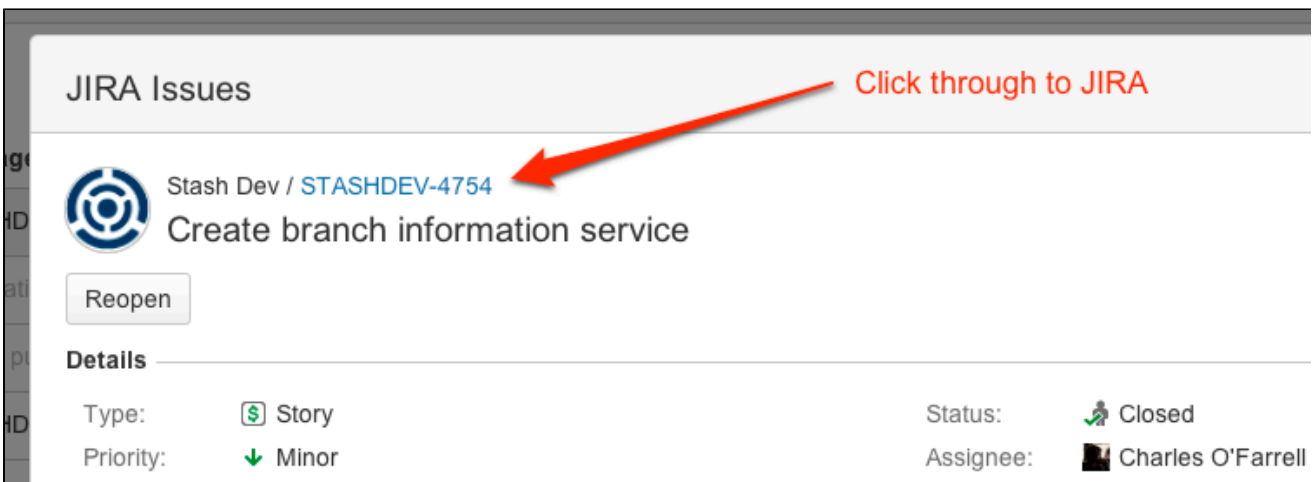 JIRA Issues
Click through to JIRA
Stash Dev / STASHDEV-4754
Create branch information service
Reopen
Details
Type: Story
Status: Closed
Priority: Minor
Assignee: Charles O'Farrell